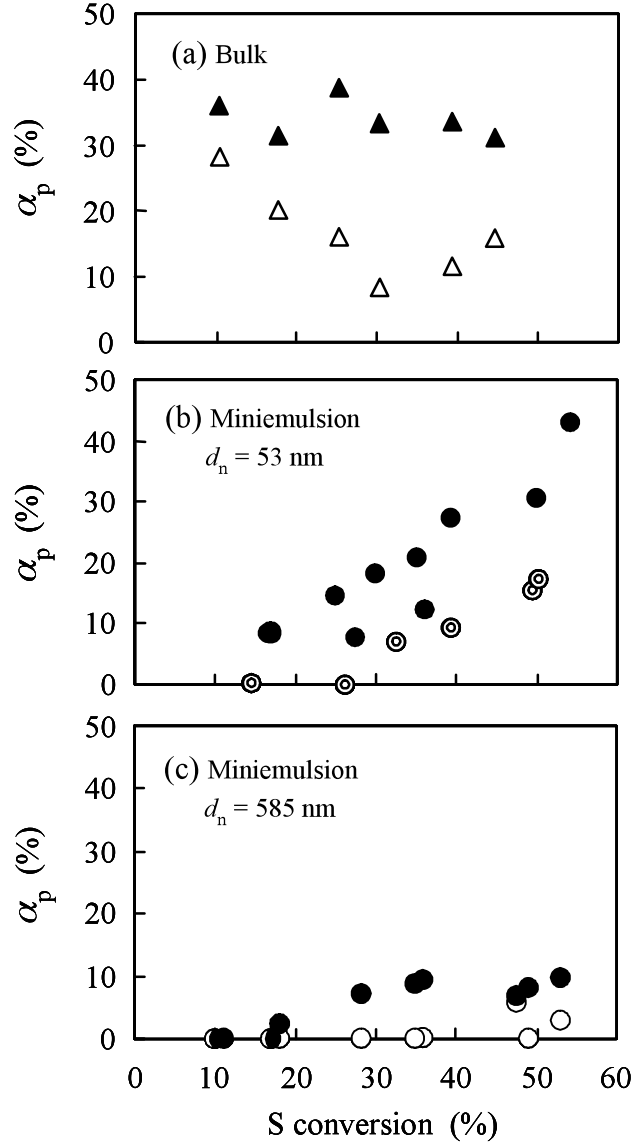 50
(a) Bulk
40
30
αp (%)
20
10
0
50
(b) Miniemulsion
40
dn = 53 nm
30
αp (%)
20
10
0
50
(c) Miniemulsion
40
dn = 585 nm
30
αp (%)
20
10
0
0 10 20 30 40 50 60
S conversion (%)